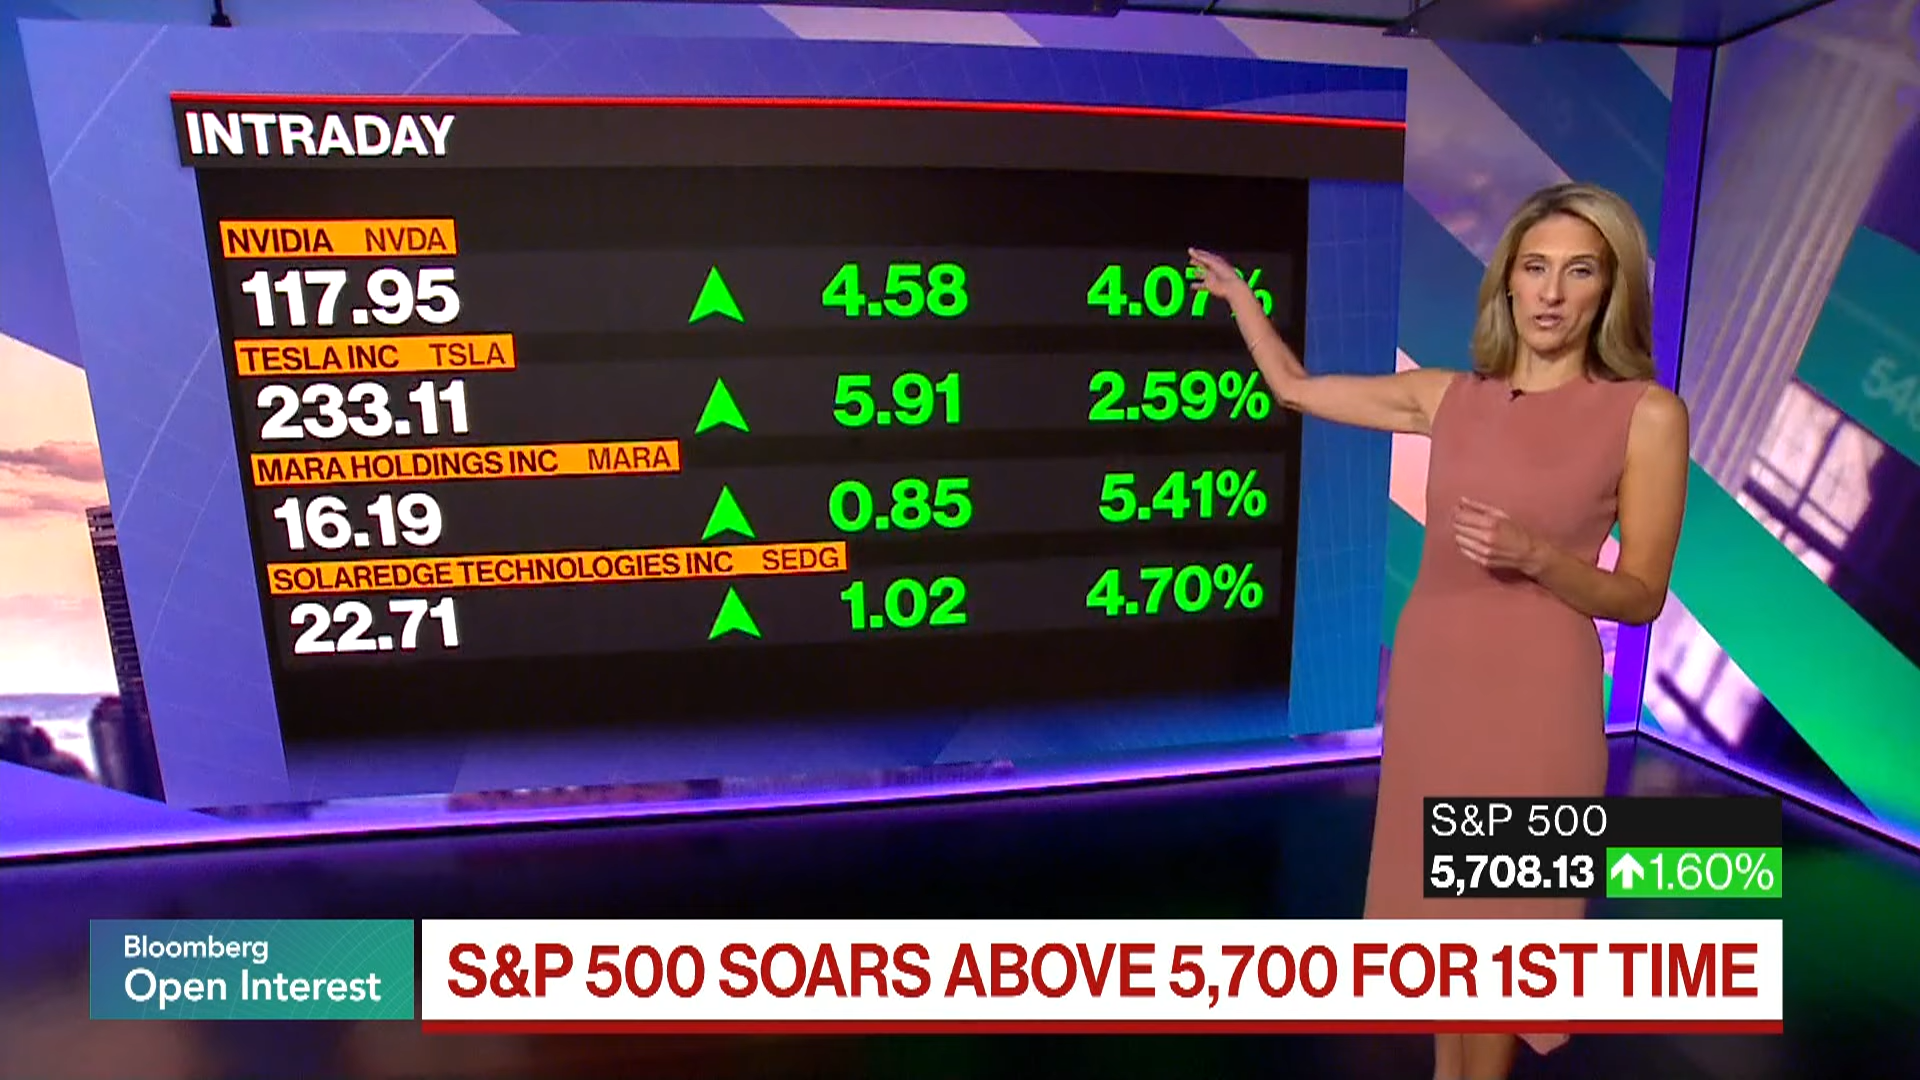 INTRADAY
NVIDIA NVDA
117.95 ▲ 4.58 4.07%
TESLA INC TSLA
233.11 ▲ 5.91 2.59%
MARA HOLDINGS INC MARA
16.19 ▲ 0.85 5.41%
SOLAREDGE TECHNOLOGIES INC SEDG
22.71 ▲ 1.02 4.70%
S&P 500
5,708.13 ↑1.60%
Bloomberg
Open Interest
S&P 500 SOARS ABOVE 5,700 FOR 1ST TIME